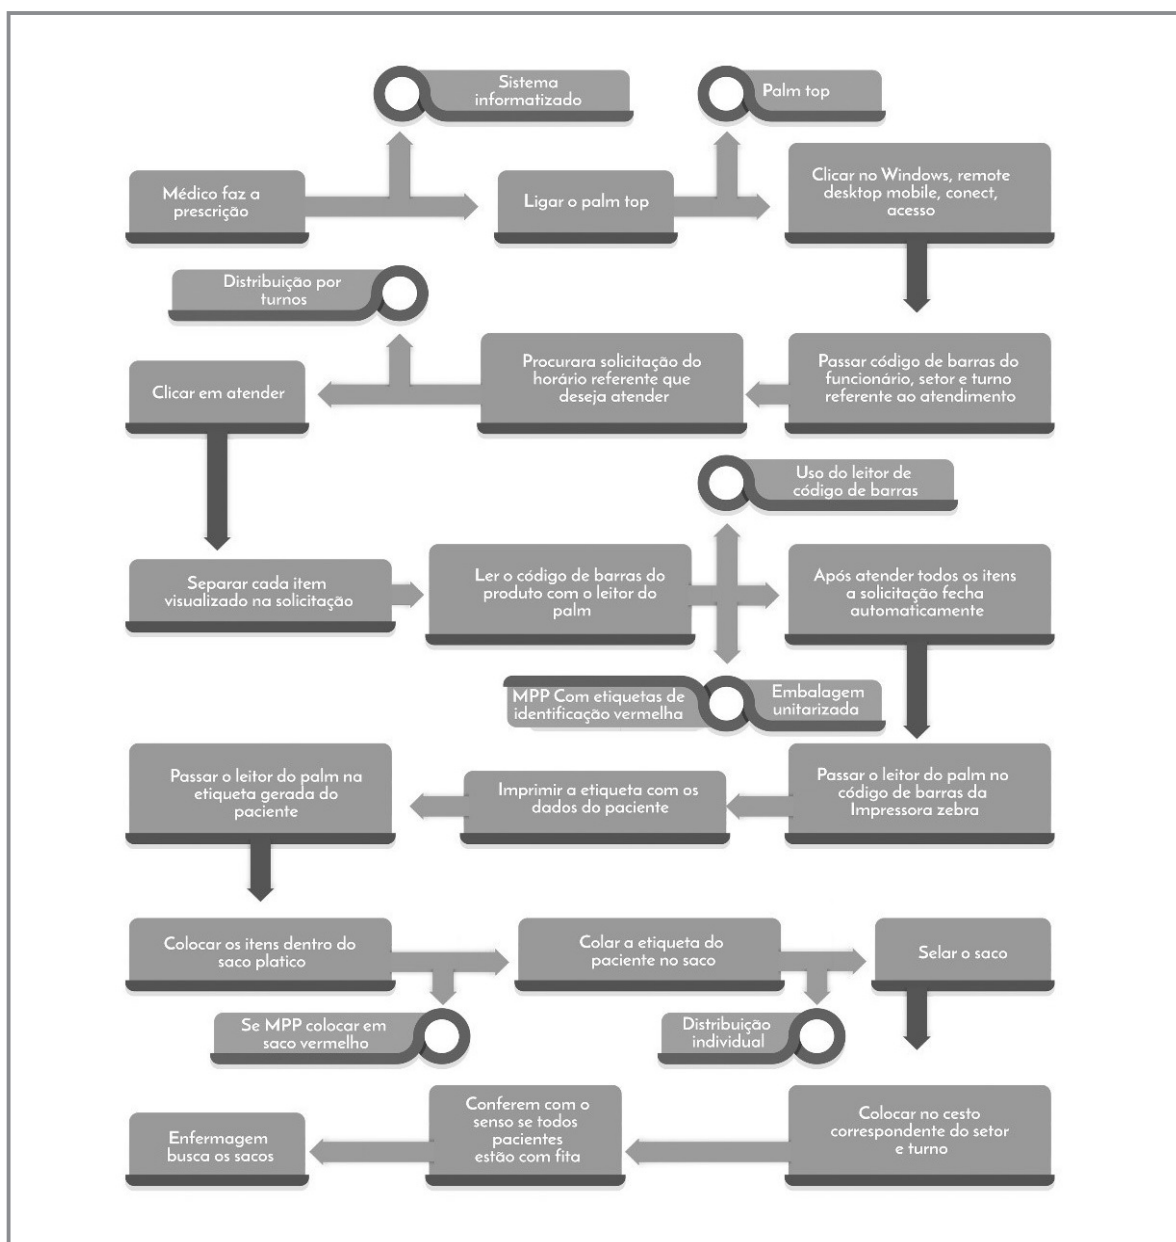 Sistema
informatizado
Palm top
Médico faz a
prescrição
Ligar o palm top
Clicar no Windows, remote
desktop mobile, conect,
acesso
Distribuição por
turnos
Clicar em atender
Procurara solicitação do
horário referente que
deseja atender
Passar código de barras do
funcionário, setor e turno
referente ao atendimento
Uso do leitor de
código de barras
Separar cada item
visualizado na solicitação
Ler o código de barras do
produto com o leitor do
palm
Após atender todos os itens
a solicitação fecha
automaticamente
MPP Com etiquetas de
identificação vermelha
Embalagem
unitarizada
Passar o leitor do palm na
etiqueta gerada do
paciente
Imprimir a etiqueta com os
dados do paciente
Passar o leitor do palm no
código de barras da
Impressora zebra
Colocar os itens dentro do
saco platico
Colar a etiqueta do
paciente no saco
Selar o saco
Se MPP colocar em
saco vermelho
Distribuição
individual
Enfermagem
busca os sacos
Conferem com o
senso se todos
pacientes
estão com fita
Colocar no cesto
correspondente do setor
e turno